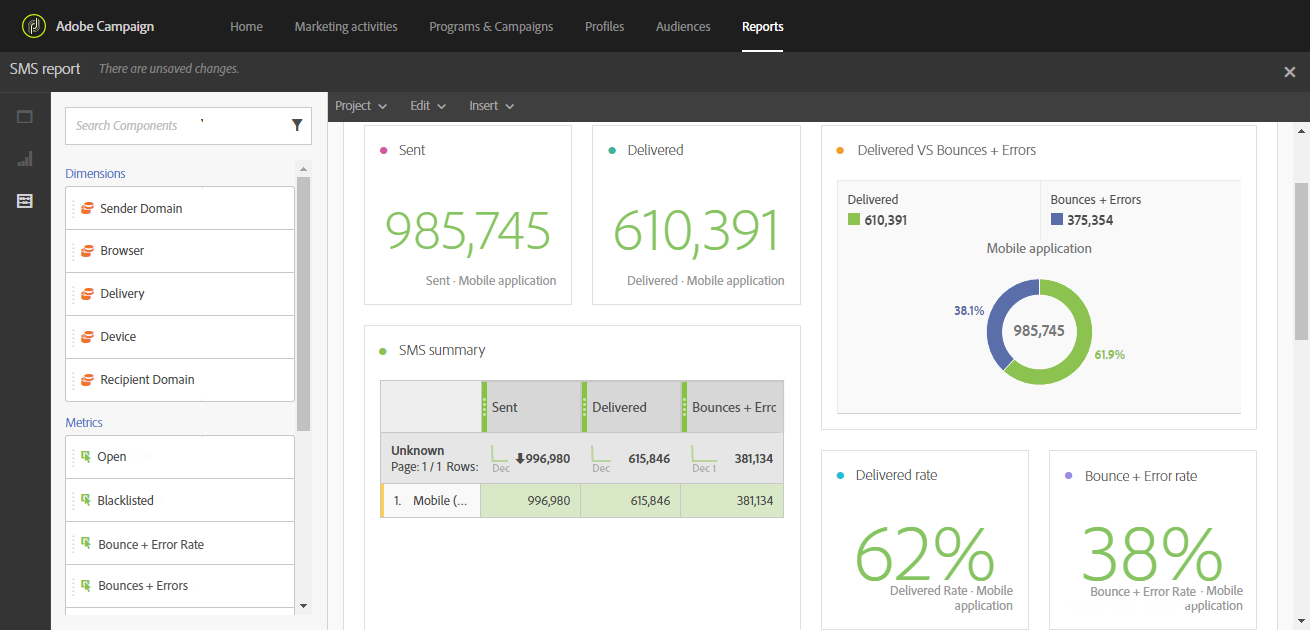 Adobe Campaign
Home
Marketing activities
Programs & Campaigns
Profiles
Audiences
Reports
SMS report
There are unsaved changes.
Project
Edit
Insert
Search Components
Dimensions
Sender Domain
Browser
Delivery
Device
Recipient Domain
Metrics
Open
Blacklisted
Bounce + Error Rate
Bounces + Errors
Sent
985,745
Sent · Mobile application
Delivered
610,391
Delivered · Mobile application
Delivered VS Bounces + Errors
Delivered
610,391
Bounces + Errors
375,354
Mobile application
38.1%
985,745
61.9%
SMS summary
Sent
Delivered
Bounces + Errc
Unknown
Page: 1 / 1 Rows:
Dec
996,980
Dec
615,846
Dec 1
381,134
1. Mobile (...
996,980
615,846
381,134
Delivered rate
62%
Delivered Rate · Mobile
application
Bounce + Error rate
38%
Bounce + Error Rate · Mobile
application